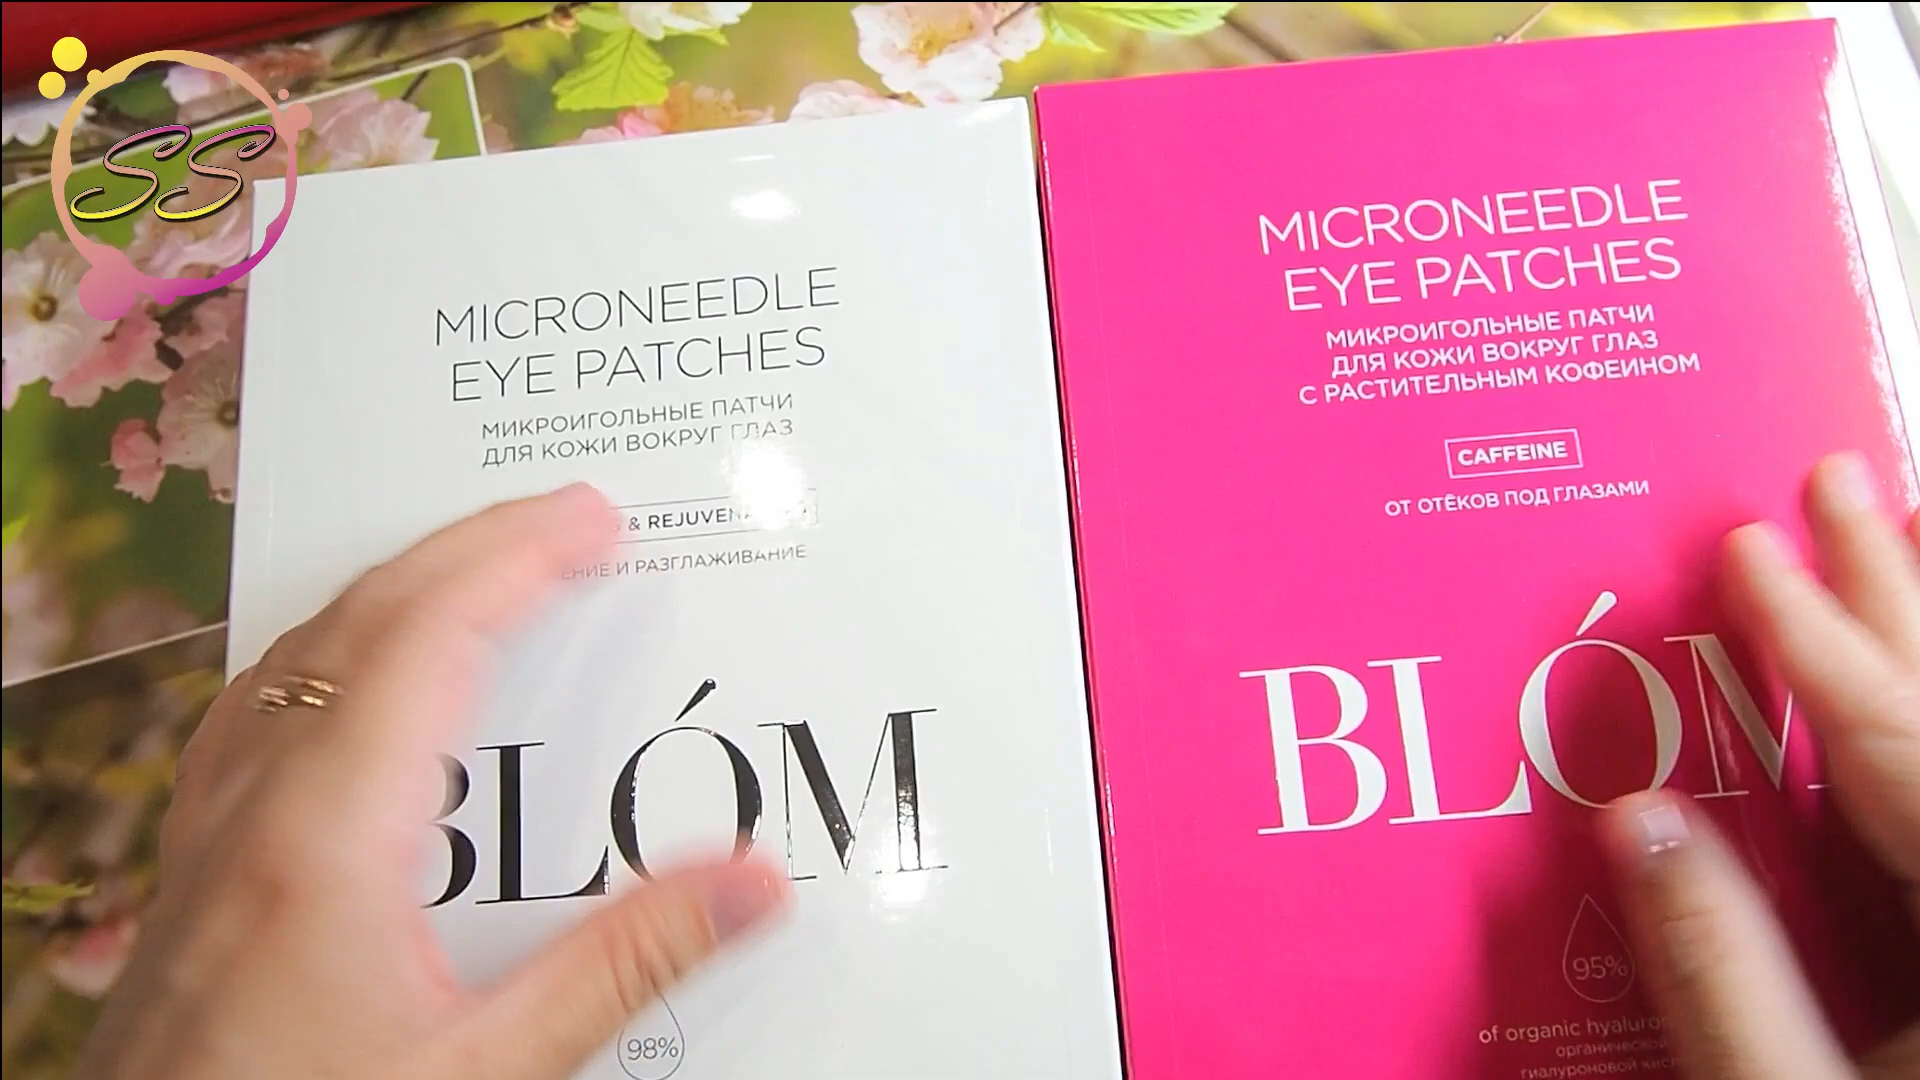 SS
MICRONEEDLE
EYE PATCHES
МИКРОИГОЛЬНЫЕ ПАТЧИ
ДЛЯ КОЖИ ВОКРУГ ГЛАЗ
& 
И РАЗГЛАЖИВАНИЕ
BLÓM
98%
MICRONEEDLE
EYE PATCHES
МИКРОИГОЛЬНЫЕ ПАТЧИ
ДЛЯ КОЖИ ВОКРУГ ГЛАЗ
С РАСТИТЕЛЬНЫМ КОФЕИНОМ
CAFFEINE
ОТ ОТЁКОВ ПОД ГЛАЗАМИ
BLÓM
95%
of organic